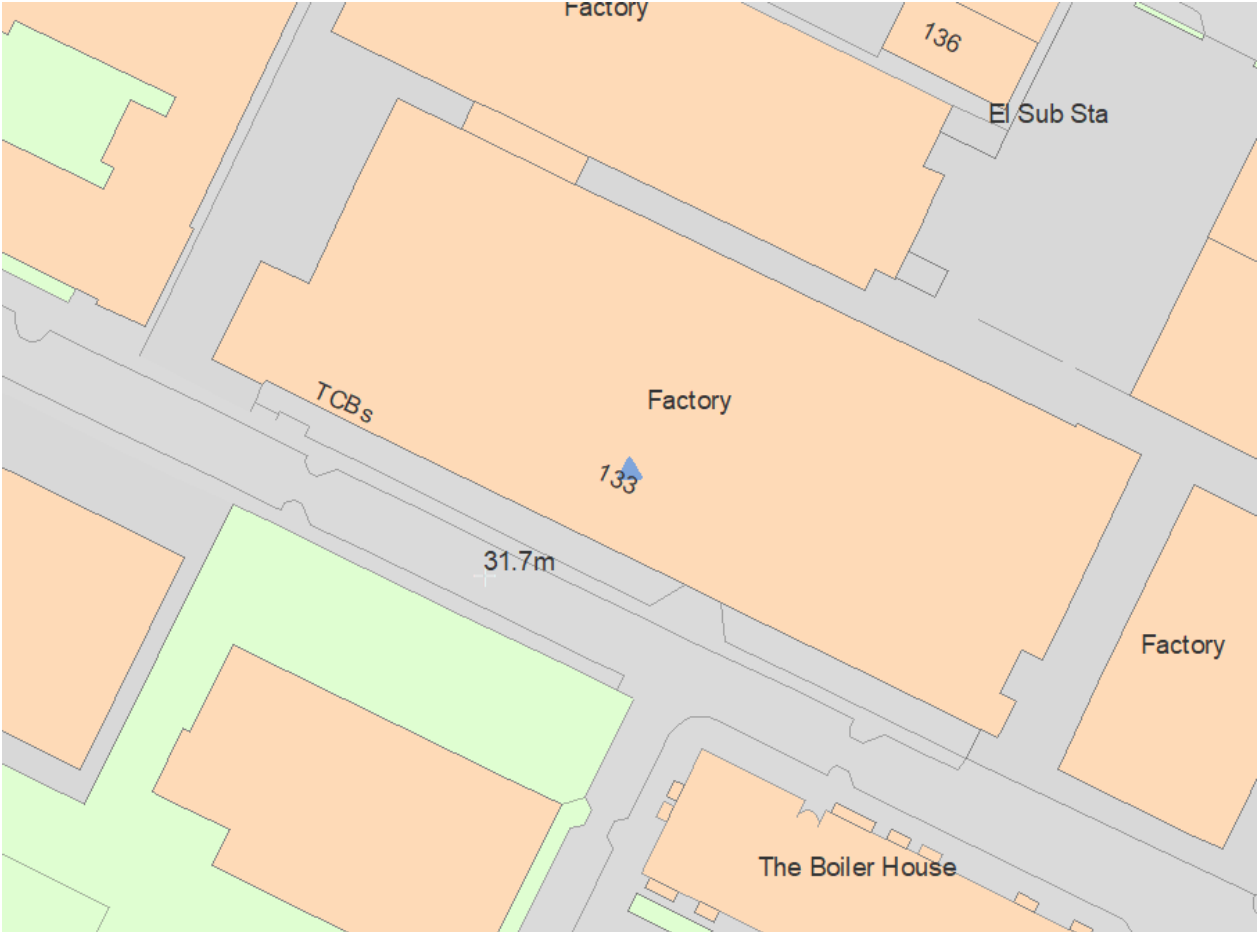 Factory
136
El Sub Sta
TCBs
Factory
133
31.7m
Factory
The Boiler House